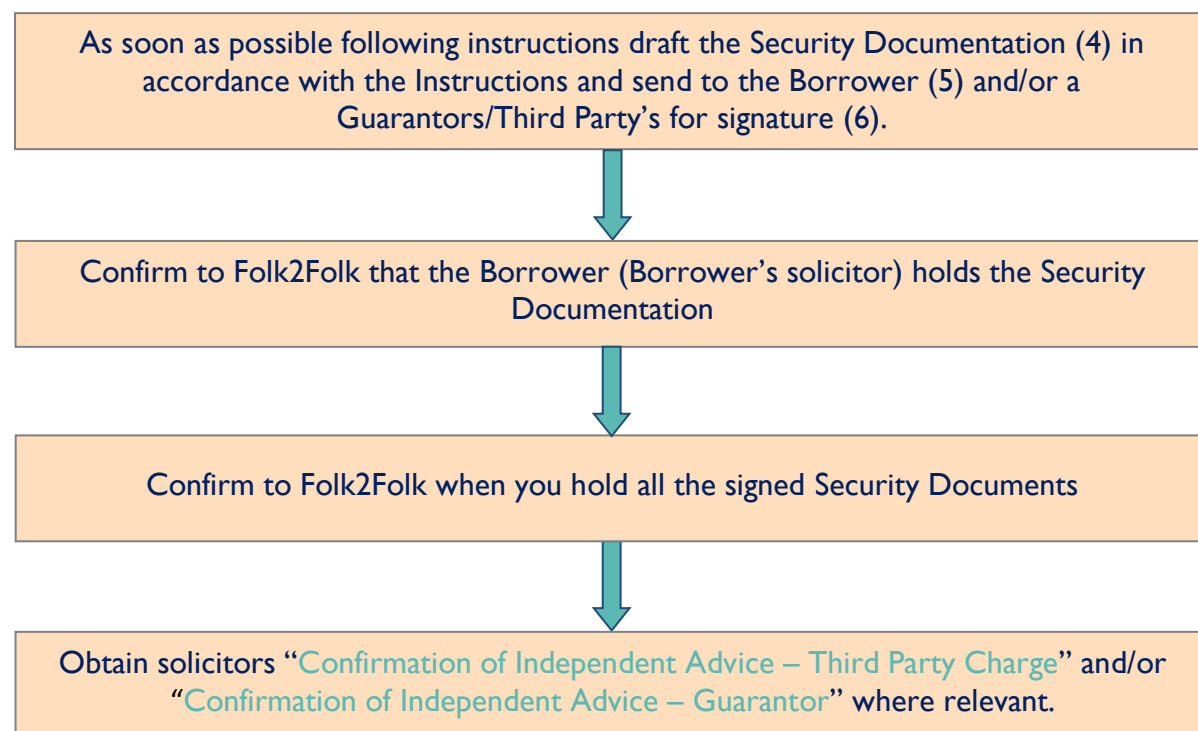 As soon as possible following instructions draft the Security Documentation (4) in
accordance with the Instructions and send to the Borrower (5) and/or a
Guarantors/Third Party’s for signature (6).
Confirm to Folk2Folk that the Borrower (Borrower’s solicitor) holds the Security
Documentation
Confirm to Folk2Folk when you hold all the signed Security Documents
Obtain solicitors “Confirmation of Independent Advice – Third Party Charge” and/or
“Confirmation of Independent Advice – Guarantor” where relevant.